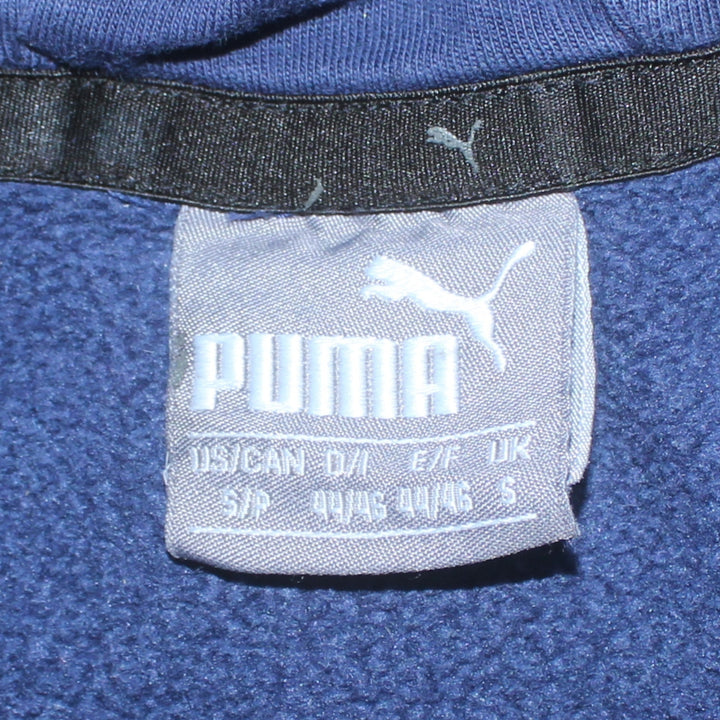 PUMA
US/CAN D/I E/F UK
S/P 44/46 44/46 S